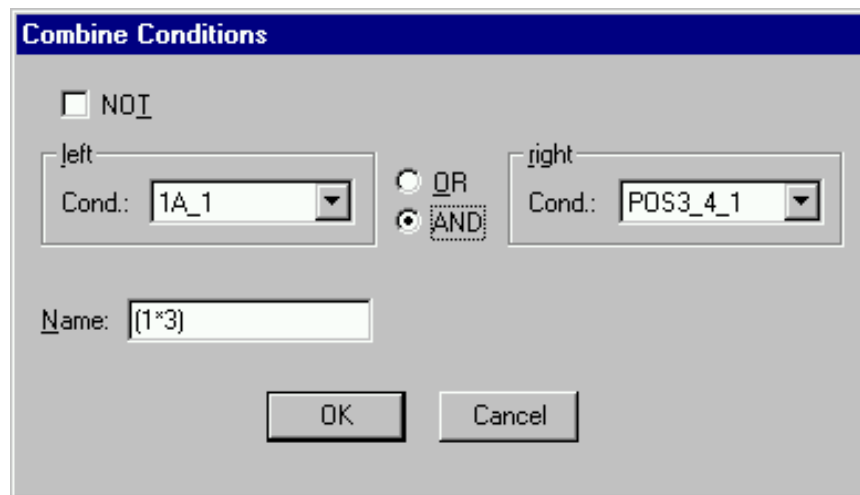 Combine Conditions
NOT
left
right
Cond.: 1A_1
OR
AND
Cond.: POS3_4_1
Name: (1*3)
OK
Cancel